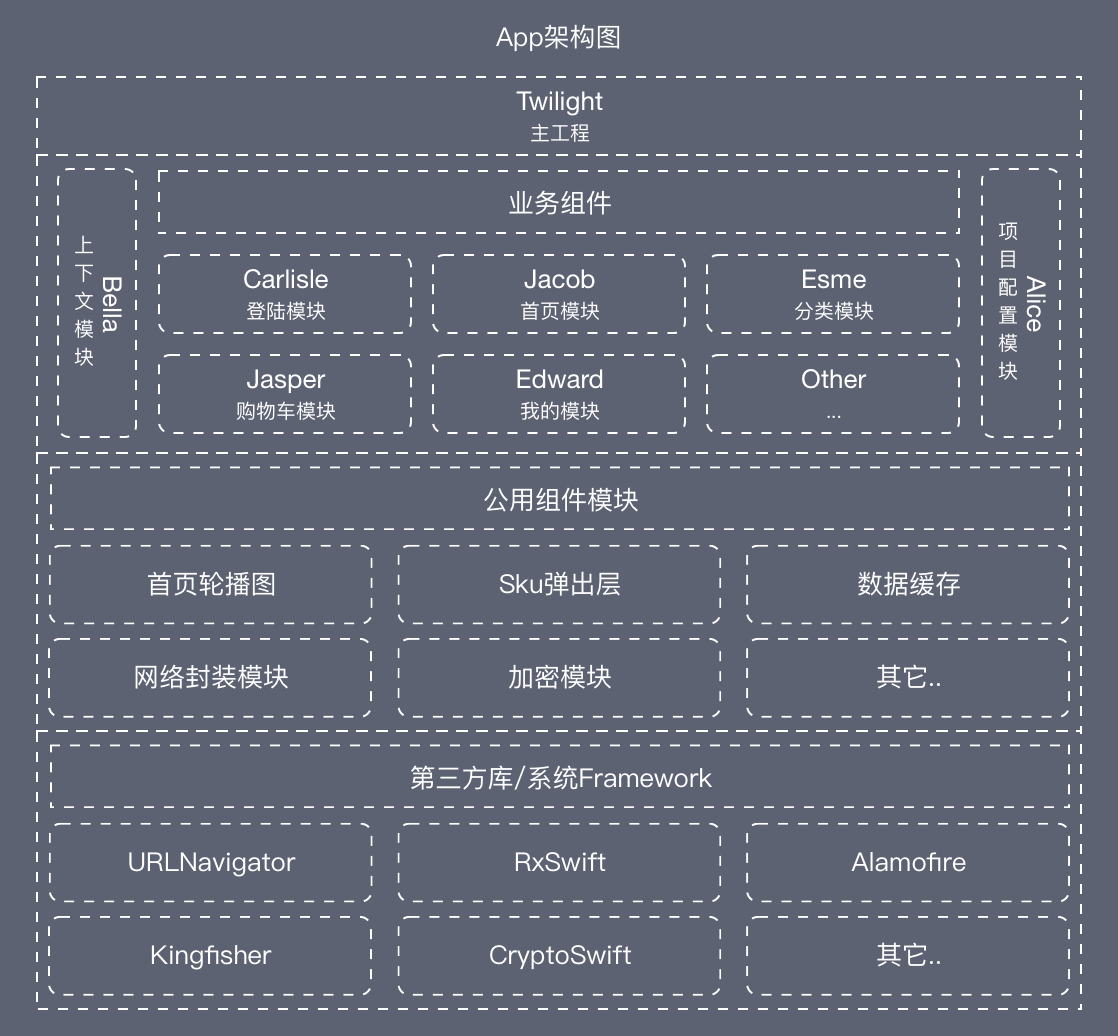 App架构图
Twilight
主工程
Bella
上下文模块
业务组件
Carlisle
登陆模块
Jacob
首页模块
Esme
分类模块
Jasper
购物车模块
Edward
我的模块
Other
...
Alice
项目配置模块
公用组件模块
首页轮播图
Sku弹出层
数据缓存
网络封装模块
加密模块
其它..
第三方库/系统Framework
URLNavigator
RxSwift
Alamofire
Kingfisher
CryptoSwift
其它..